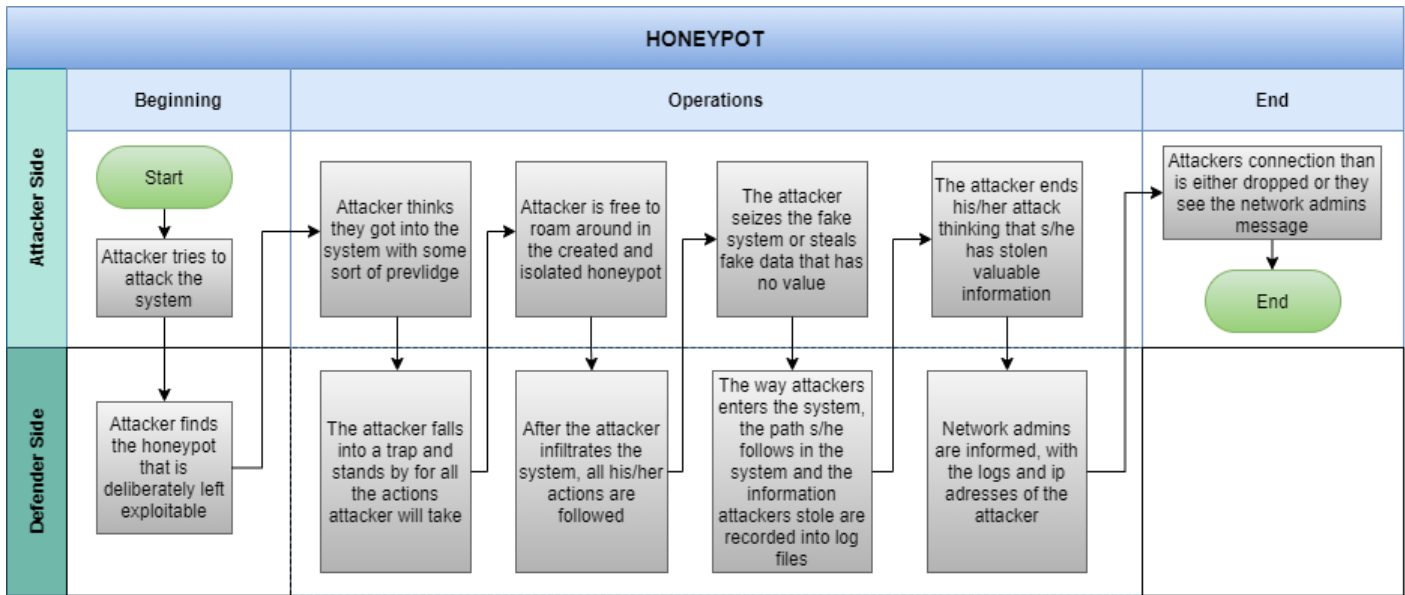 HONEYPOT
Beginning
Operations
End
Attacker Side
Start
Attacker tries to
attack the
system
Attacker thinks
they got into the
system with some
sort of prevlidge
Attacker is free to
roam around in
the created and
isolated honeypot
The attacker
seizes the fake
system or steals
fake data that has
no value
The attacker ends
his/her attack
thinking that s/he
has stolen
valuable
information
Attackers connection than
is either dropped or they
see the network admins
message
End
Defender Side
Attacker finds
the honeypot
that is
deliberately left
exploitable
The attacker falls
into a trap and
stands by for all
the actions
attacker will take
After the attacker
infiltrates the
system, all his/her
actions are
followed
The way attackers
enters the system,
the path s/he
follows in the
system and the
information
attackers stole are
recorded into log
files
Network admins
are informed, with
the logs and ip
adresses of the
attacker